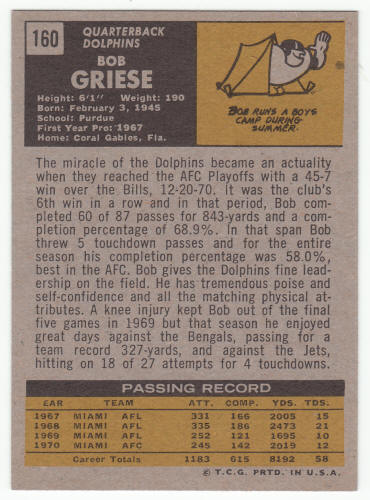 160
QUARTERBACK
DOLPHINS
BOB
GRIESE
Height: 6'1" Weight: 190
Born: February 3, 1945
School: Purdue
First Year Pro: 1967
Home: Coral Gables, Fla.
BOB RUNS A BOYS
CAMP DURING
SUMMER.
The miracle of the Dolphins became an actuality
when they reached the AFC Playoffs with a 45-7
win over the Bills, 12-20-70. It was the club's
6th win in a row and in that period, Bob com-
pleted 60 of 87 passes for 843-yards and a com-
pletion percentage of 68.9%. In that span Bob
threw 5 touchdown passes and for the entire
season his completion percentage was 58.0%,
best in the AFC. Bob gives the Dolphins fine lead-
ership on the field. He has tremendous poise and
self-confidence and all the matching physical at-
tributes. A knee injury kept Bob out of the final
five games in 1969 but that season he enjoyed
great days against the Bengals, passing for a
team record 327-yards, and against the Jets,
hitting on 18 of 27 attempts for 4 touchdowns.
PASSING RECORD
YEAR TEAM ATT. COMP. YDS. TDS.
1967 MIAMI AFL 331 166 2005 15
1968 MIAMI AFL 335 186 2473 21
1969 MIAMI AFL 252 121 1695 10
1970 MIAMI AFC 245 142 2019 12
Career Totals 1183 615 8192 58
© T.C.G. PRTD. IN U.S.A.